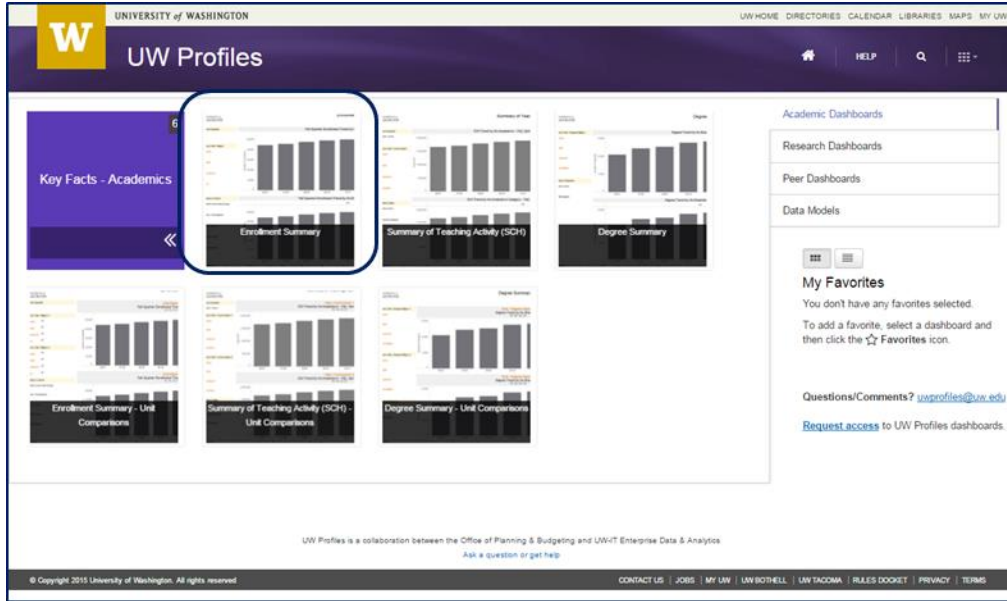 W
UNIVERSITY of WASHINGTON
UW HOME DIRECTORIES CALENDAR LIBRARIES MAPS MY UW
UW Profiles
HELP
Key Facts - Academics
6
Enrollment Summary
Summary of Teaching Activity (SCH)
Degree Summary
Enrollment Summary - Unit
Comparisons
Summary of Teaching Activity (SCH) -
Unit Comparisons
Degree Summary - Unit Comparisons
Academic Dashboards
Research Dashboards
Peer Dashboards
Data Models
My Favorites
You don't have any favorites selected.
To add a favorite, select a dashboard and
then click the ☆ Favorites icon.
Questions/Comments? uwprofiles@uw.edu
Request access to UW Profiles dashboards.
UW Profiles is a collaboration between the Office of Planning & Budgeting and UW-IT Enterprise Data & Analytics
Ask a question or get help
© Copyright 2015 University of Washington. All rights reserved
CONTACT US | JOBS | MY UW | UW BOTHELL | UW TACOMA | RULES DOCKET | PRIVACY | TERMS